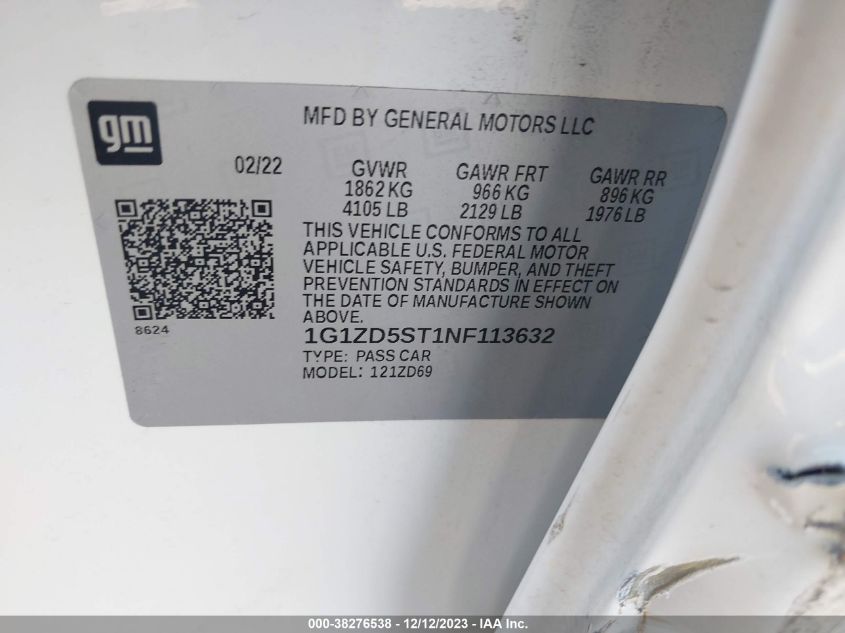 gm
MFD BY GENERAL MOTORS LLC
02/22 GVWR GAWR FRT GAWR RR
1862 KG 966 KG 896 KG
4105 LB 2129 LB 1976 LB
THIS VEHICLE CONFORMS TO ALL
APPLICABLE U.S. FEDERAL MOTOR
VEHICLE SAFETY, BUMPER, AND THEFT
PREVENTION STANDARDS IN EFFECT ON
THE DATE OF MANUFACTURE SHOWN
ABOVE.
8624
1G1ZD5ST1NF113632
TYPE: PASS CAR
MODEL: 121ZD69
000-38276538 - 12/12/2023 - IAA Inc.